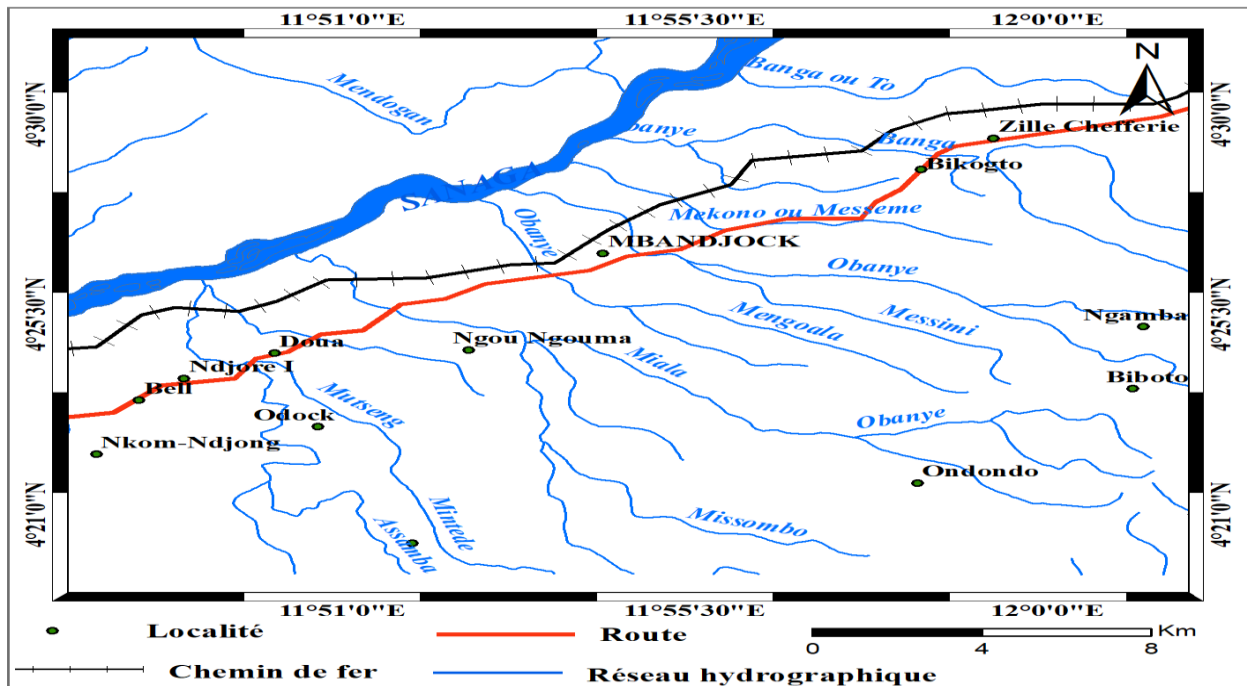 11°51'0"E
11°55'30"E
12°0'0"E
N
4°30'0"N
4°30'0"N
Mendogan
Banga ou To
Obanye
Zille Chefferie
Banga
Bikogto
SANAGA
Mekono ou Messeme
Obanye
MBANDJOCK
Obanye
4°25'30"N
4°25'30"N
Ngamba
Mengoala
Messimi
Doua
Ngou Ngouma
Miala
Ndjore I
Bell
Biboto
Mutseng
Odock
Obanye
Nkom-Ndjong
Ondondo
4°21'0"N
4°21'0"N
Mintede
Missombo
Assamba
11°51'0"E
11°55'30"E
12°0'0"E
Localité
Route
Km
0
4
8
Chemin de fer
Réseau hydrographique